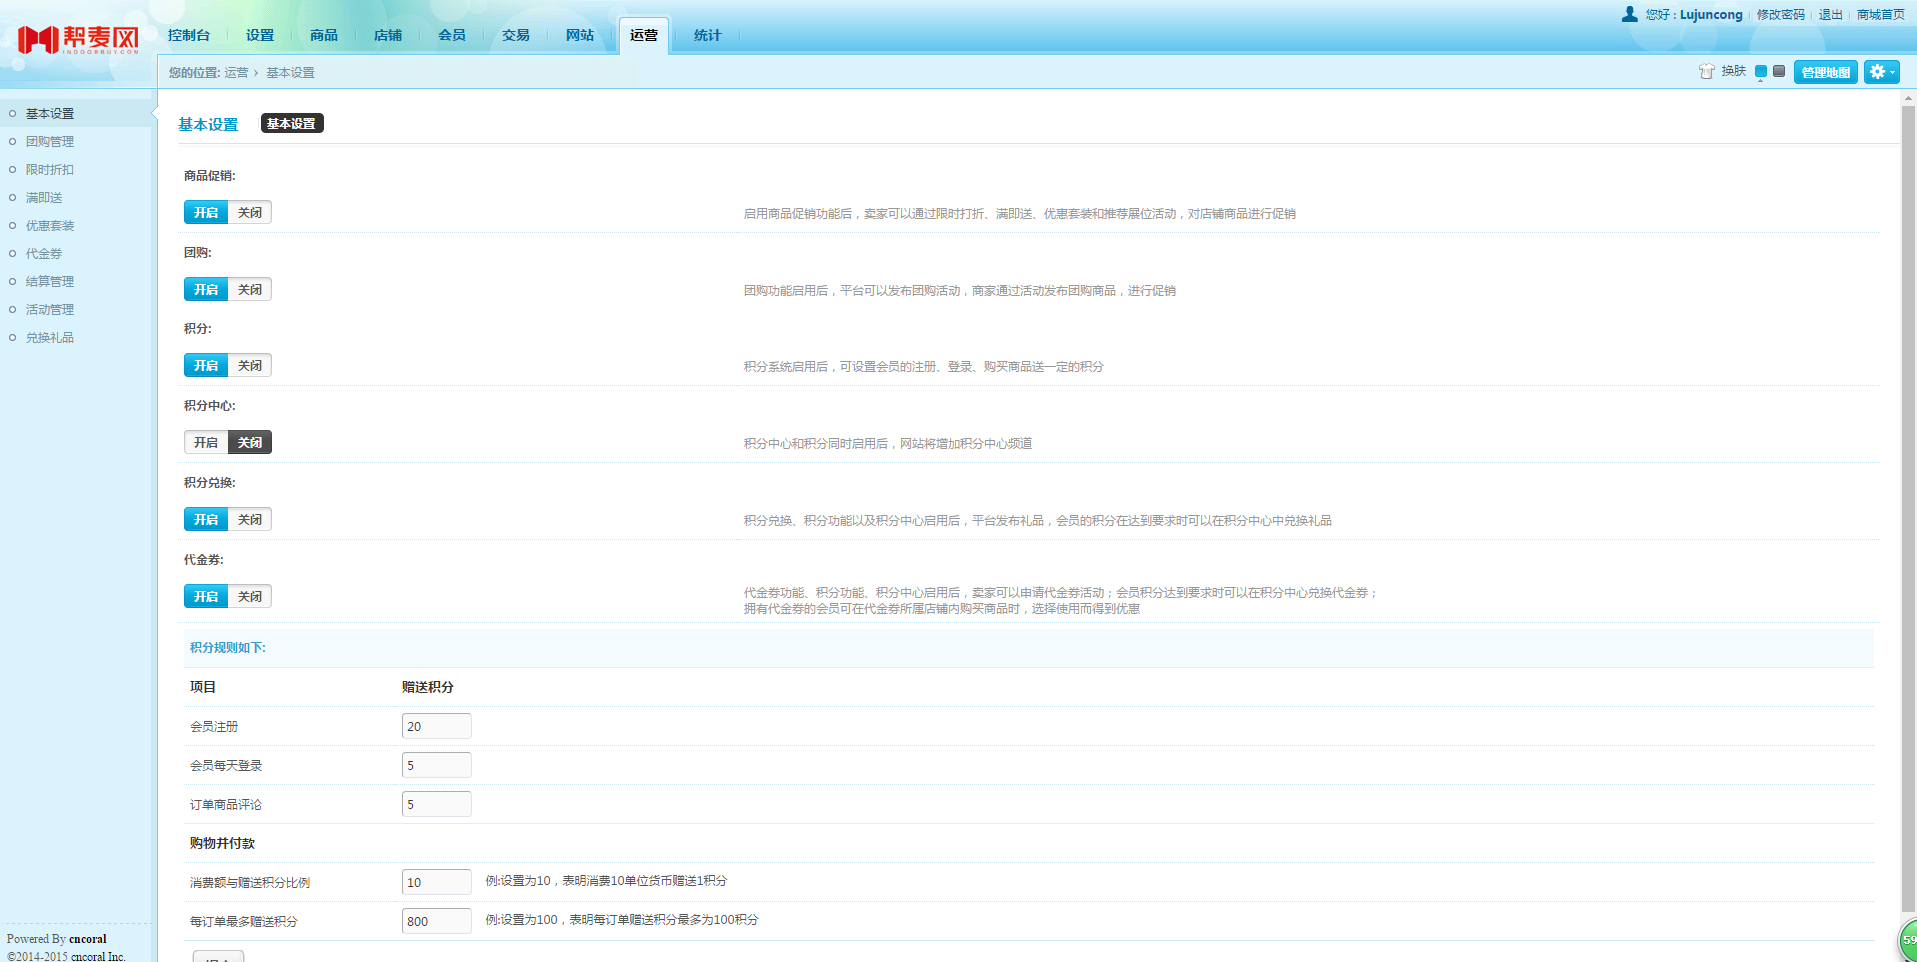 您好 : Lujuncong 修改密码 退出 商城首页
帮麦网
INDOORBUY.COM
控制台 设置 商品 店铺 会员 交易 网站 运营 统计
您的位置: 运营 › 基本设置
换肤 管理地图
基本设置
团购管理
限时折扣
满即送
优惠套装
代金券
结算管理
活动管理
兑换礼品
基本设置 基本设置
商品促销:
开启 关闭 启用商品促销功能后，卖家可以通过限时打折、满即送、优惠套装和推荐展位活动，对店铺商品进行促销
团购:
开启 关闭 团购功能启用后，平台可以发布团购活动，商家通过活动发布团购商品，进行促销
积分:
开启 关闭 积分系统启用后，可设置会员的注册、登录、购买商品送一定的积分
积分中心:
开启 关闭 积分中心和积分同时启用后，网站将增加积分中心频道
积分兑换:
开启 关闭 积分兑换、积分功能以及积分中心启用后，平台发布礼品，会员的积分在达到要求时可以在积分中心中兑换礼品
代金券:
开启 关闭 代金券功能、积分功能、积分中心启用后，卖家可以申请代金券活动；会员积分达到要求时可以在积分中心兑换代金券；
拥有代金券的会员可在代金券所属店铺内购买商品时，选择使用而得到优惠
积分规则如下:
项目 赠送积分
会员注册 20
会员每天登录 5
订单商品评论 5
购物并付款
消费额与赠送积分比例 10 例:设置为10，表明消费10单位货币赠送1积分
每订单最多赠送积分 800 例:设置为100，表明每订单赠送积分最多为100积分
Powered By cncoral
©2014-2015 cncoral Inc.
59